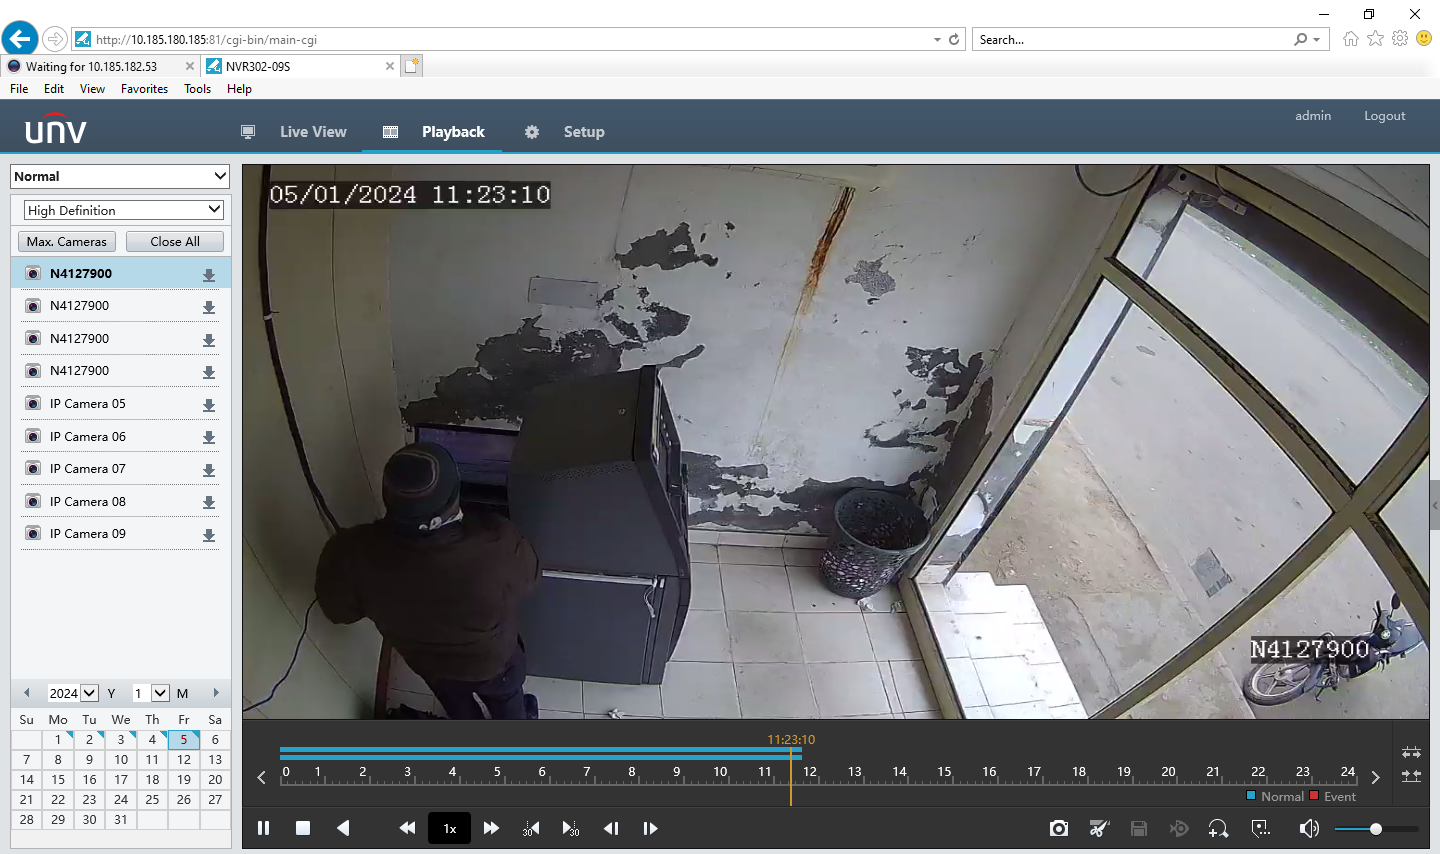 http://10.185.180.185:81/cgi-bin/main-cgi
Search...
Waiting for 10.185.182.53
NVR302-09S
File Edit View Favorites Tools Help
unv
Live View
Playback
Setup
admin
Logout
Normal
High Definition
Max. Cameras
Close All
N4127900
N4127900
N4127900
N4127900
IP Camera 05
IP Camera 06
IP Camera 07
IP Camera 08
IP Camera 09
2024 Y 1 M
Su Mo Tu We Th Fr Sa
1 2 3 4 5 6
7 8 9 10 11 12 13
14 15 16 17 18 19 20
21 22 23 24 25 26 27
28 29 30 31
05/01/2024 11:23:10
N4127900
11:23:10
0 1 2 3 4 5 6 7 8 9 10 11 12 13 14 15 16 17 18 19 20 21 22 23 24
Normal Event
1x
30
30